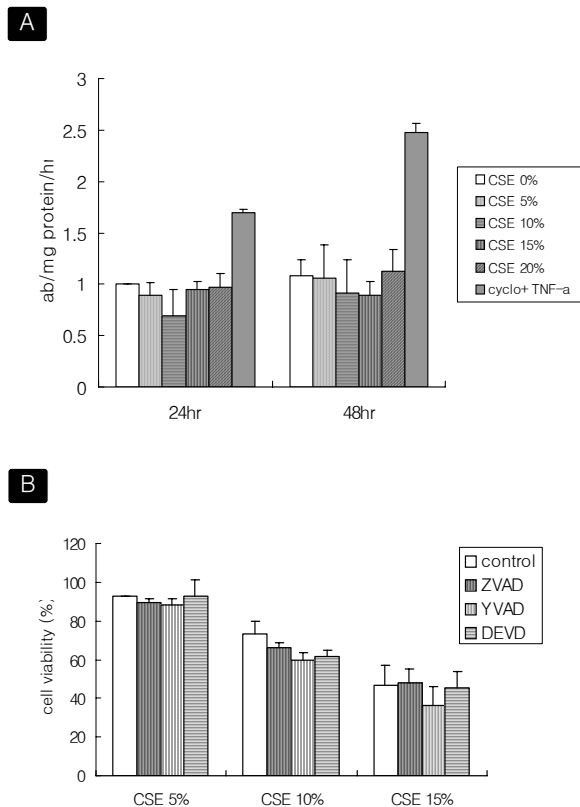 A
3
2.5
2
1.5
1
0.5
0
ab/mg protein/hr
24hr
48hr
CSE 0%
CSE 5%
CSE 10%
CSE 15%
CSE 20%
cyclo+ TNF-a
B
120
100
80
60
40
20
0
cell viability (%)
CSE 5%
CSE 10%
CSE 15%
control
ZVAD
YVAD
DEVD